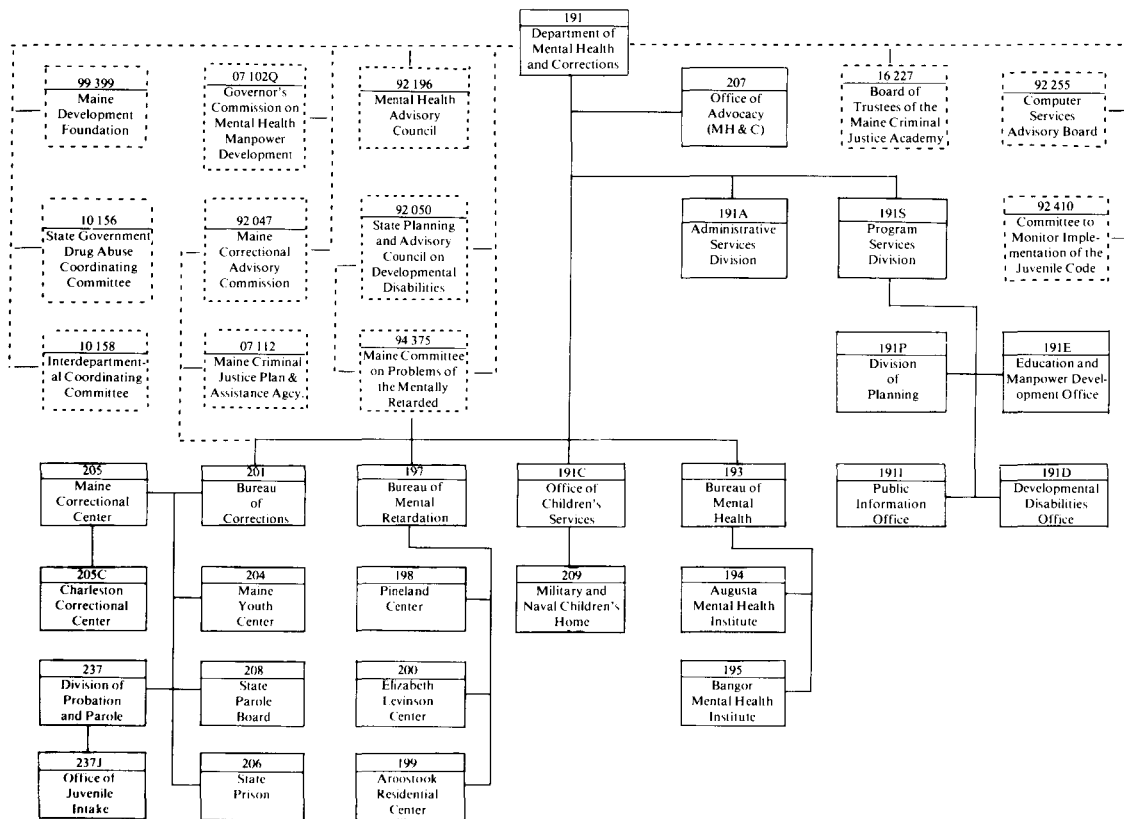 191
Department of
Mental Health
and Corrections
99 399
Maine
Development
Foundation
07 102Q
Governor's
Commission on
Mental Health
Manpower
Development
92 196
Mental Health
Advisory
Council
207
Office of
Advocacy
(MH & C)
16 227
Board of
Trustees of the
Maine Criminal
Justice Academy
92 255
Computer
Services
Advisory Board
10 156
State Government
Drug Abuse
Coordinating
Committee
92 047
Maine
Correctional
Advisory
Commission
92 050
State Planning
and Advisory
Council on
Developmental
Disabilities
191A
Administrative
Services
Division
191S
Program
Services
Division
92 410
Committee to
Monitor Imple-
mentation of the
Juvenile Code
10 158
Interdepartment-
al Coordinating
Committee
07 112
Maine Criminal
Justice Plan &
Assistance Agcy.
94 375
Maine Committee
on Problems of
the Mentally
Retarded
191P
Division
of
Planning
191E
Education and
Manpower Devel-
opment Office
205
Maine
Correctional
Center
201
Bureau
of
Corrections
197
Bureau of
Mental
Retardation
191C
Office of
Children's
Services
193
Bureau of
Mental
Health
191I
Public
Information
Office
191D
Developmental
Disabilities
Office
205C
Charleston
Correctional
Center
204
Maine
Youth
Center
198
Pineland
Center
209
Military and
Naval Children's
Home
194
Augusta
Mental Health
Institute
237
Division of
Probation
and Parole
208
State
Parole
Board
200
Elizabeth
Levinson
Center
195
Bangor
Mental Health
Institute
237J
Office of
Juvenile
Intake
206
State
Prison
199
Aroostook
Residential
Center